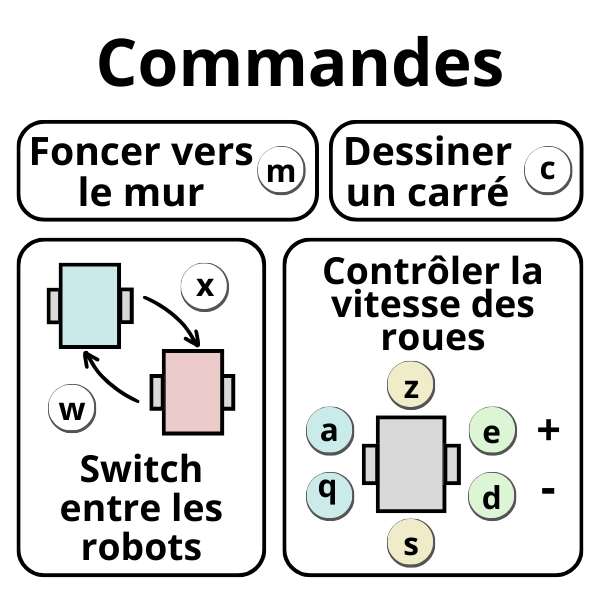 Commandes
Foncer vers
le mur
m
Dessiner
un carré
c
x
w
Switch
entre les
robots
Contrôler la
vitesse des
roues
z
a e +
q d -
s